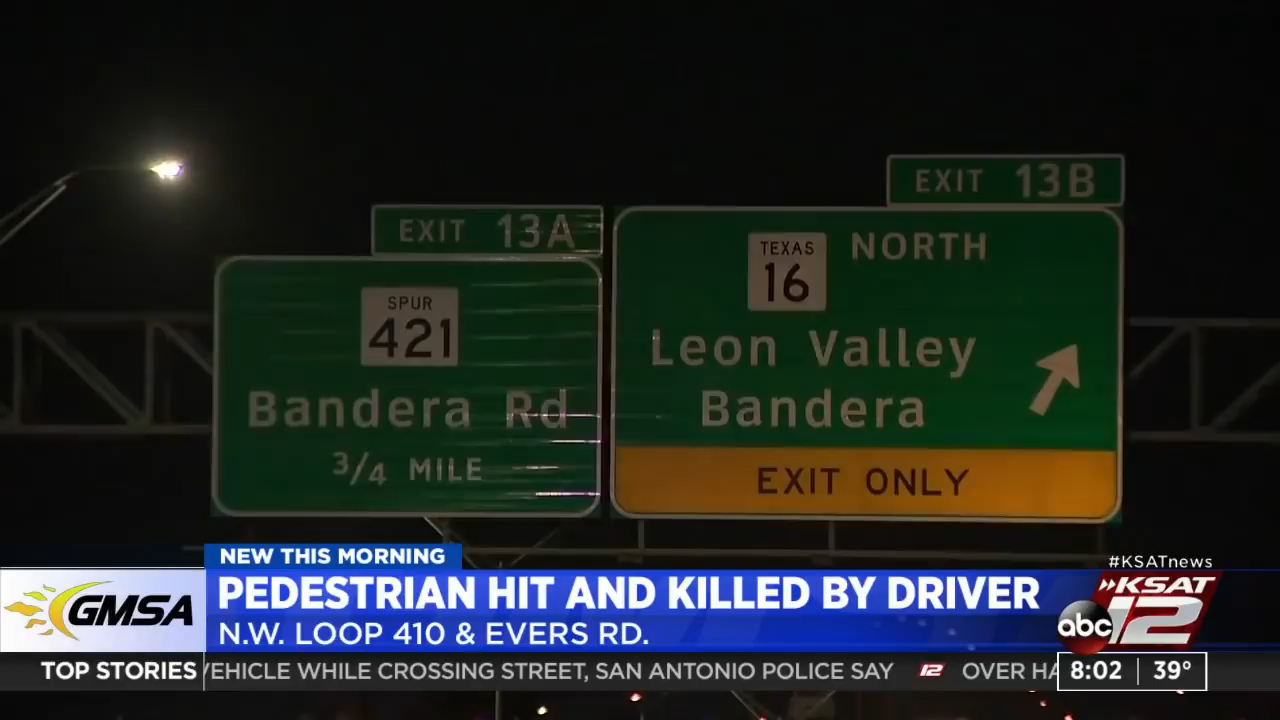 EXIT 13A
SPUR
421
Bandera Rd
3/4 MILE
EXIT 13B
TEXAS
16
NORTH
Leon Valley
Bandera
EXIT ONLY
NEW THIS MORNING
PEDESTRIAN HIT AND KILLED BY DRIVER
N.W. LOOP 410 & EVERS RD.
GMSA
#KSATnews
KSAT
abc 12
TOP STORIES
VEHICLE WHILE CROSSING STREET, SAN ANTONIO POLICE SAY 12 OVER
8:02 39°